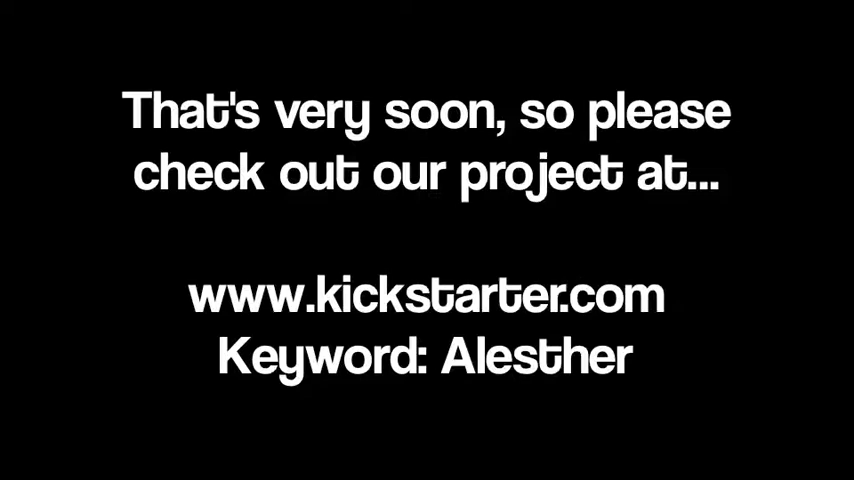 That's very soon, so please
check out our project at...
www.kickstarter.com
Keyword: Alesther